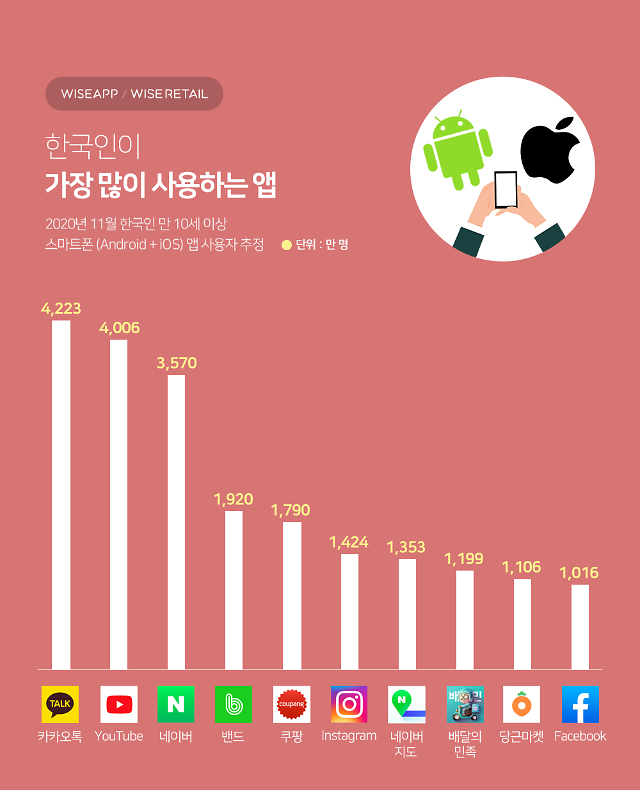 WISEAPP / WISERETAIL
한국인이
가장 많이 사용하는 앱
2020년 11월 한국인 만 10세 이상
스마트폰 (Android + iOS) 앱 사용자 추정
단위 : 만 명
4,223
4,006
3,570
1,920
1,790
1,424
1,353
1,199
1,106
1,016
TALK
N
coupang
N
배민
카카오톡
YouTube
네이버
밴드
쿠팡
Instagram
네이버
지도
배달의
민족
당근마켓
Facebook